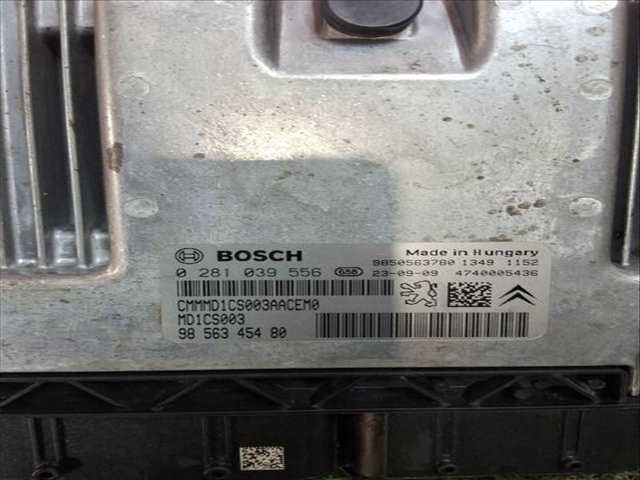 BOSCH
Made in Hungary
9850563780 1349 1152
0 281 039 556 GSB 23-09-09 4740005436
CMMMD1CS003AACEM0
MD1CS003
98 563 454 80